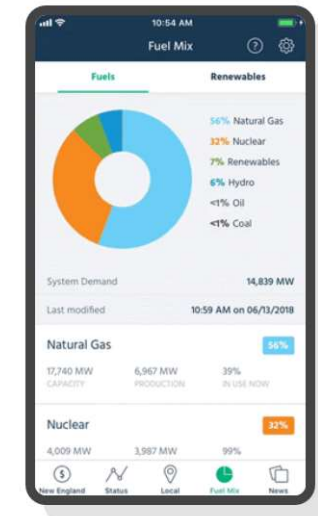 10:54 AM
Fuel Mix
?
Fuels Renewables
56% Natural Gas
32% Nuclear
7% Renewables
6% Hydro
<1% Oil
<1% Coal
System Demand 14,839 MW
Last modified 10:59 AM on 06/13/2018
Natural Gas 56%
17,740 MW 6,967 MW 39%
CAPACITY PRODUCTION IN USE NOW
Nuclear 32%
4,009 MW 3,987 MW 99%
$
New England Status Local Fuel Mix News